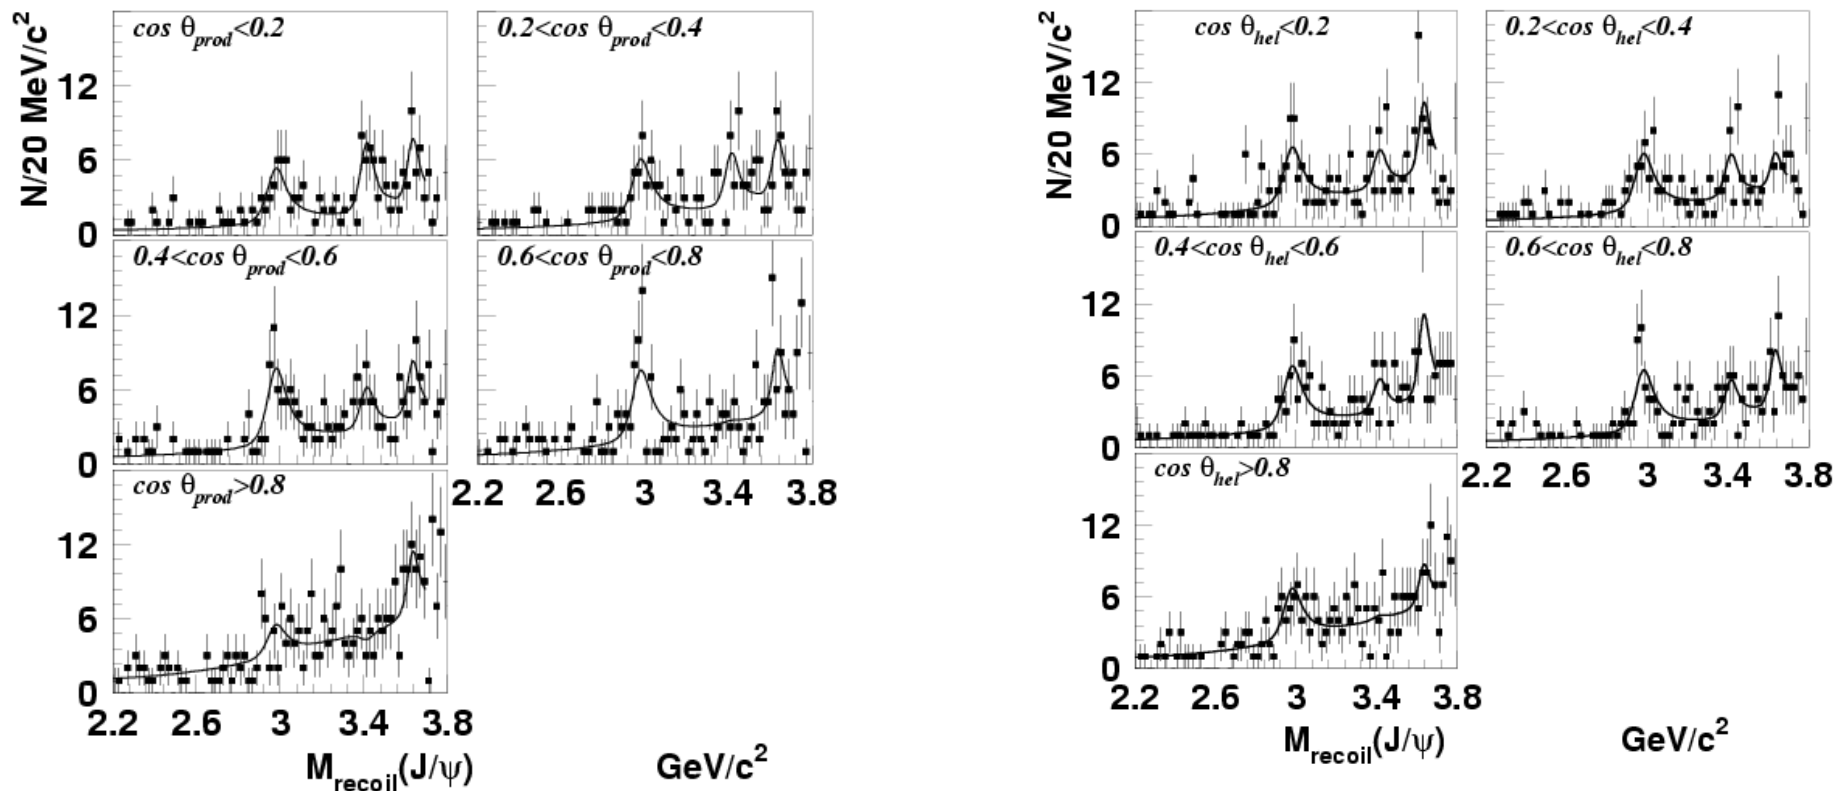 N/20 MeV/c²
cos θprod<0.2
0.2<cos θprod<0.4
12
6
0
0.4<cos θprod<0.6
0.6<cos θprod<0.8
12
6
0
cos θprod>0.8
2.2 2.6 3 3.4 3.8
12
6
0
2.2 2.6 3 3.4 3.8
Mrecoil(J/ψ) GeV/c²
N/20 MeV/c²
cos θhel<0.2
0.2<cos θhel<0.4
12
6
0
0.4<cos θhel<0.6
0.6<cos θhel<0.8
12
6
0
cos θhel>0.8
2.2 2.6 3 3.4 3.8
12
6
0
2.2 2.6 3 3.4 3.8
Mrecoil(J/ψ) GeV/c²